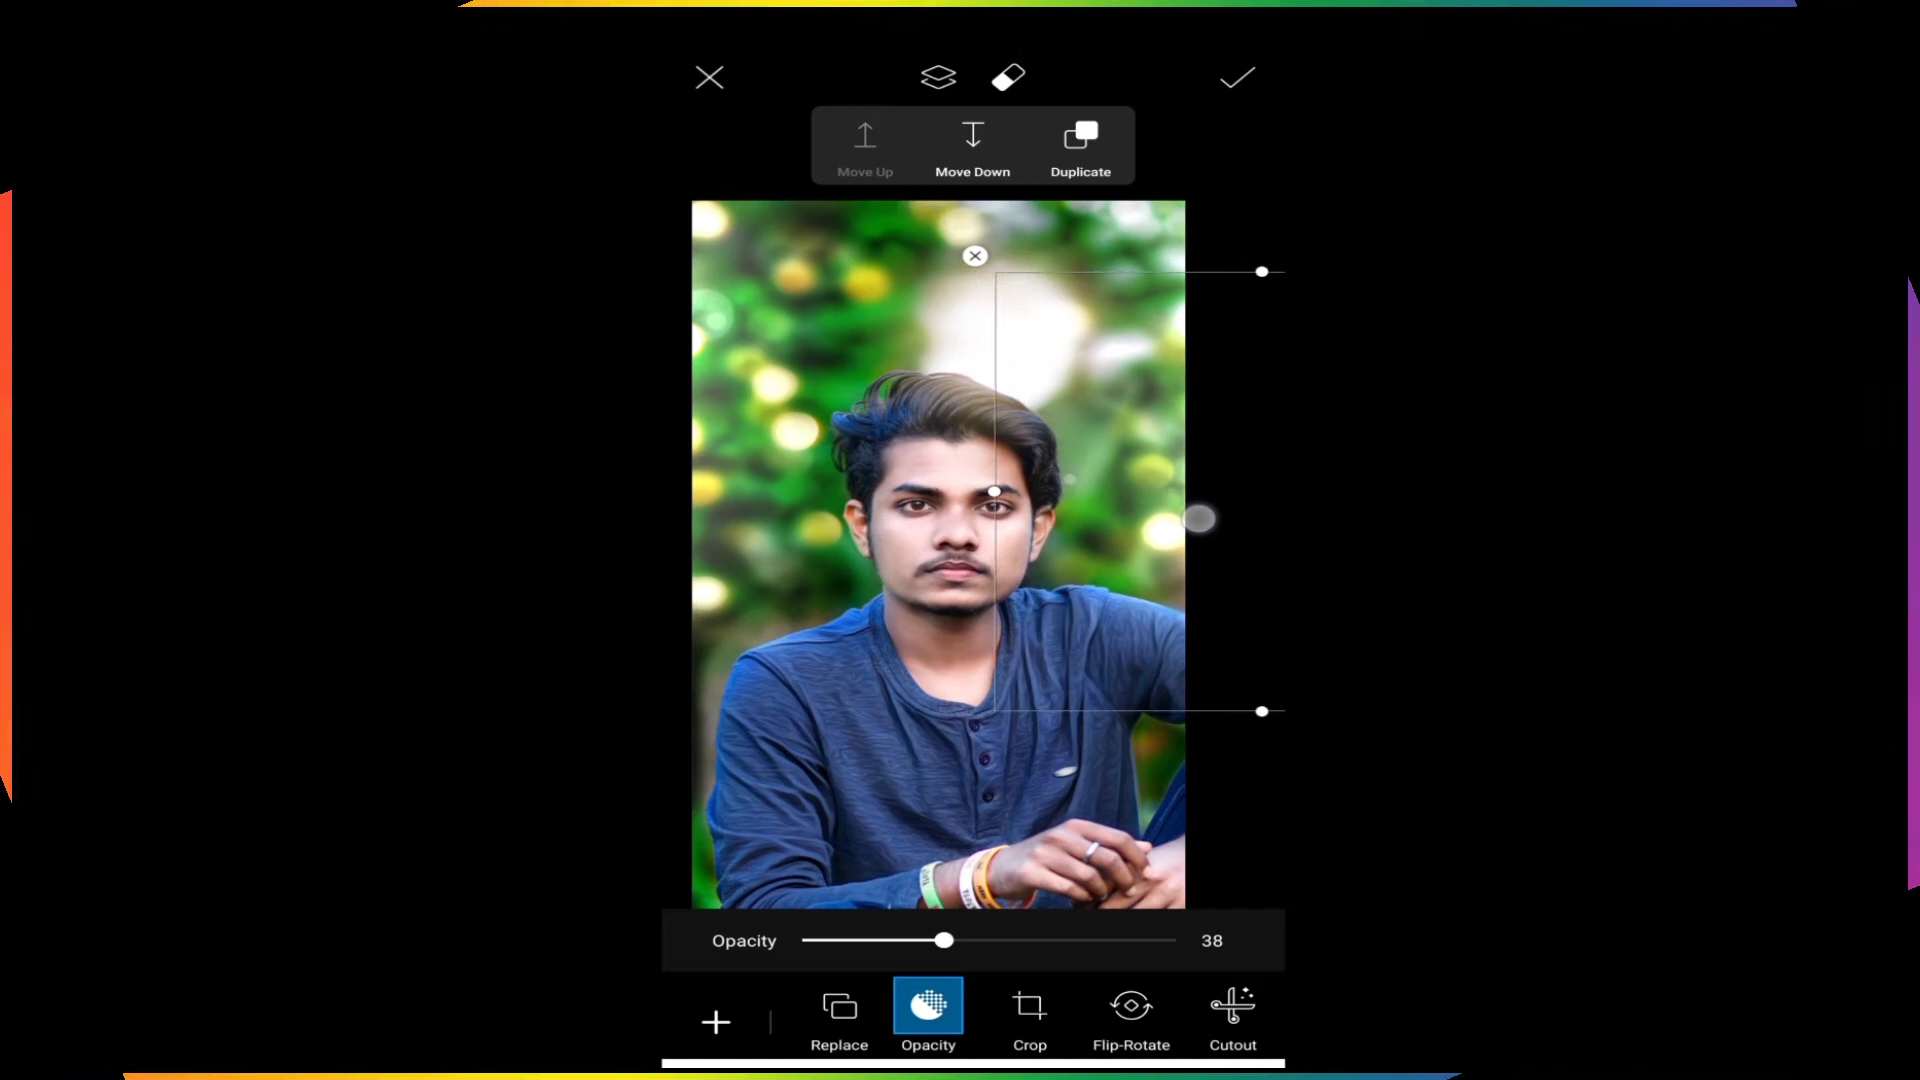 Move Up
Move Down
Duplicate
Opacity
38
Replace
Opacity
Crop
Flip-Rotate
Cutout